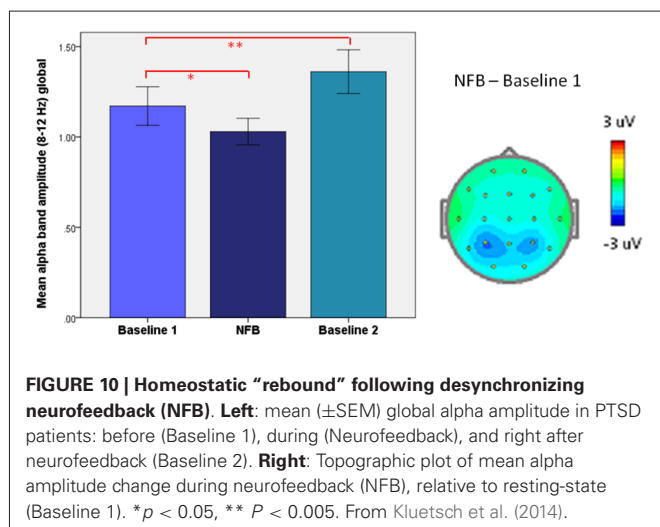 1.50
1.00
.50
.00
Mean alpha band amplitude (8-12 Hz) global
**
*
Baseline 1
NFB
Baseline 2
NFB – Baseline 1
3 uV
-3 uV
FIGURE 10 | Homeostatic “rebound” following desynchronizing
neurofeedback (NFB). Left: mean (±SEM) global alpha amplitude in PTSD
patients: before (Baseline 1), during (Neurofeedback), and right after
neurofeedback (Baseline 2). Right: Topographic plot of mean alpha
amplitude change during neurofeedback (NFB), relative to resting-state
(Baseline 1). *p < 0.05, ** P < 0.005. From Kluetsch et al. (2014).